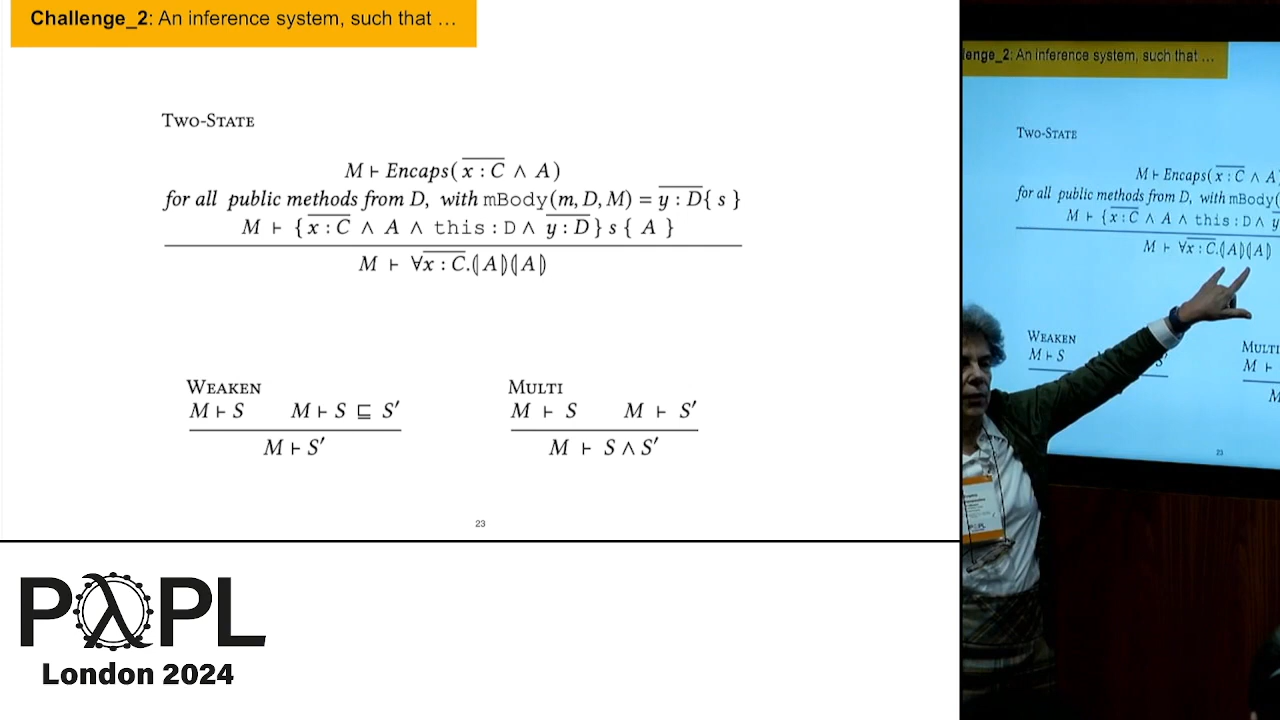 Challenge_2: An inference system, such that …
TWO-STATE
M ⊢ Encaps(x̅ ̅:̅ ̅C̅ ∧ A)
for all public methods from D, with mBody(m, D, M) = y̅ ̅:̅ ̅D̅{ s }
M ⊢ {x̅ ̅:̅ ̅C̅ ∧ A ∧ this : D ∧ y̅ ̅:̅ ̅D̅} s { A }
M ⊢ ∀x̅ ̅:̅ ̅C̅.⦇A⦈⦇A⦈
WEAKEN
M ⊢ S M ⊢ S ⊑ S′
M ⊢ S′
MULTI
M ⊢ S M ⊢ S′
M ⊢ S ∧ S′
23
PλPL
London 2024
enge_2: An inference system, such that …
TWO-STATE
M ⊢ Encaps(x̅ ̅:̅ ̅C̅ ∧ A
for all public methods from D, with mBody(
M ⊢ {x̅ ̅:̅ ̅C̅ ∧ A ∧ this : D ∧ y
M ⊢ ∀x̅ ̅:̅ ̅C̅.⦇A⦈⦇A⦈
WEAKEN
M ⊢ S
MULTI
M ⊢
M
23